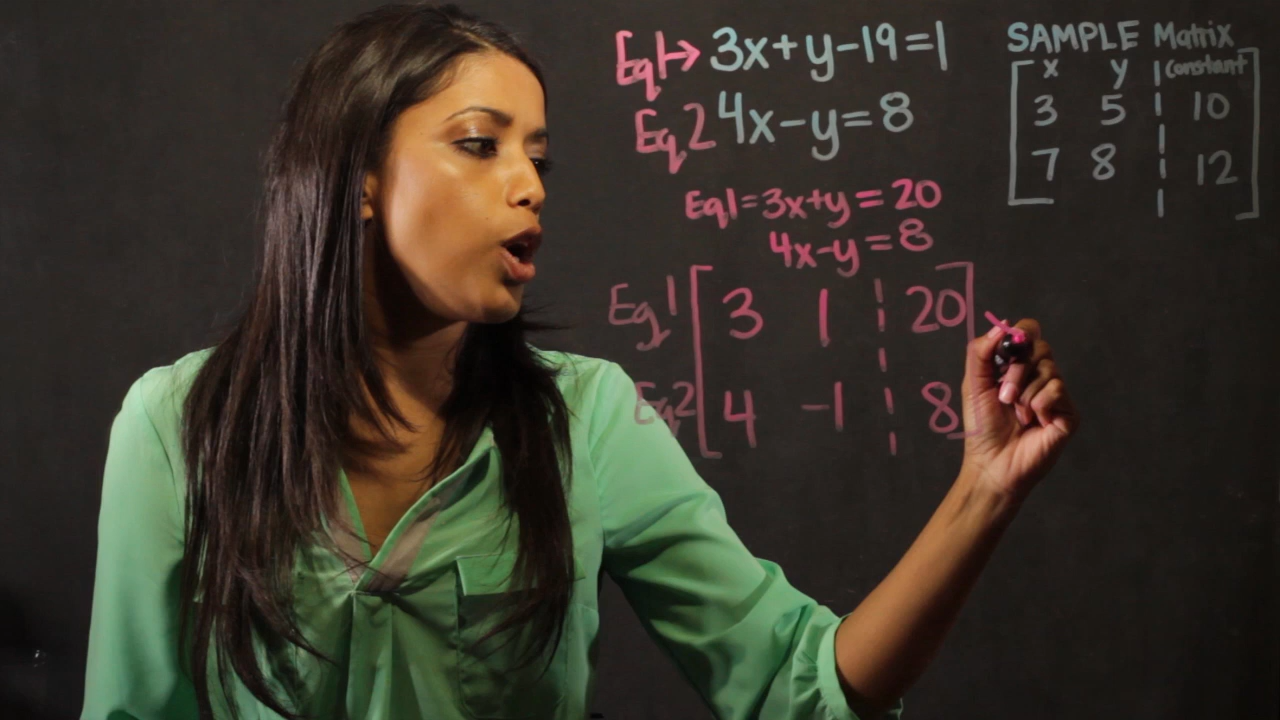 Eq1→ 3x+y-19=1
Eq2 4x-y=8
Eq1=3x+y=20
4x-y=8
Eq1 [ 3 1 ¦ 20 ]
Eq2 [ 4 -1 ¦ 8 ]
SAMPLE Matrix
x y ¦ constant
3 5 ¦ 10
7 8 ¦ 12